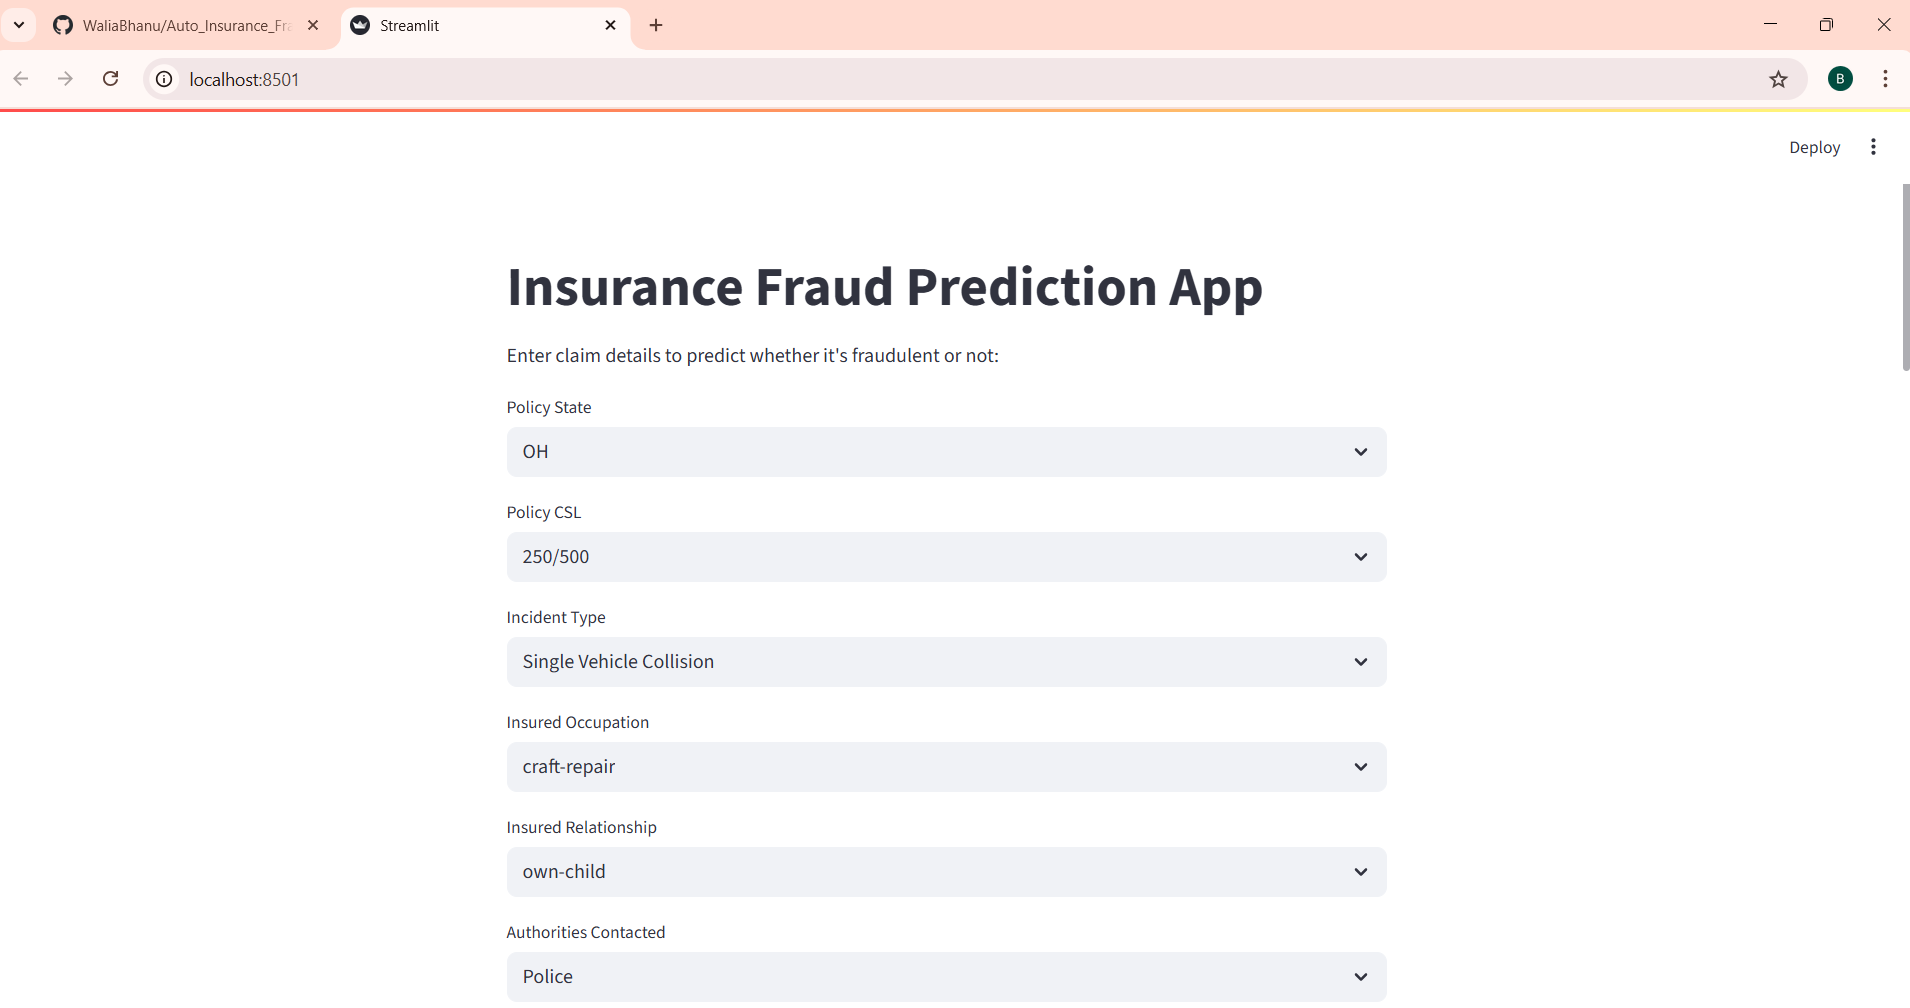 WaliaBhanu/Auto_Insurance_Fra
Streamlit
localhost:8501
B
Deploy
Insurance Fraud Prediction App
Enter claim details to predict whether it's fraudulent or not:
Policy State
OH
Policy CSL
250/500
Incident Type
Single Vehicle Collision
Insured Occupation
craft-repair
Insured Relationship
own-child
Authorities Contacted
Police